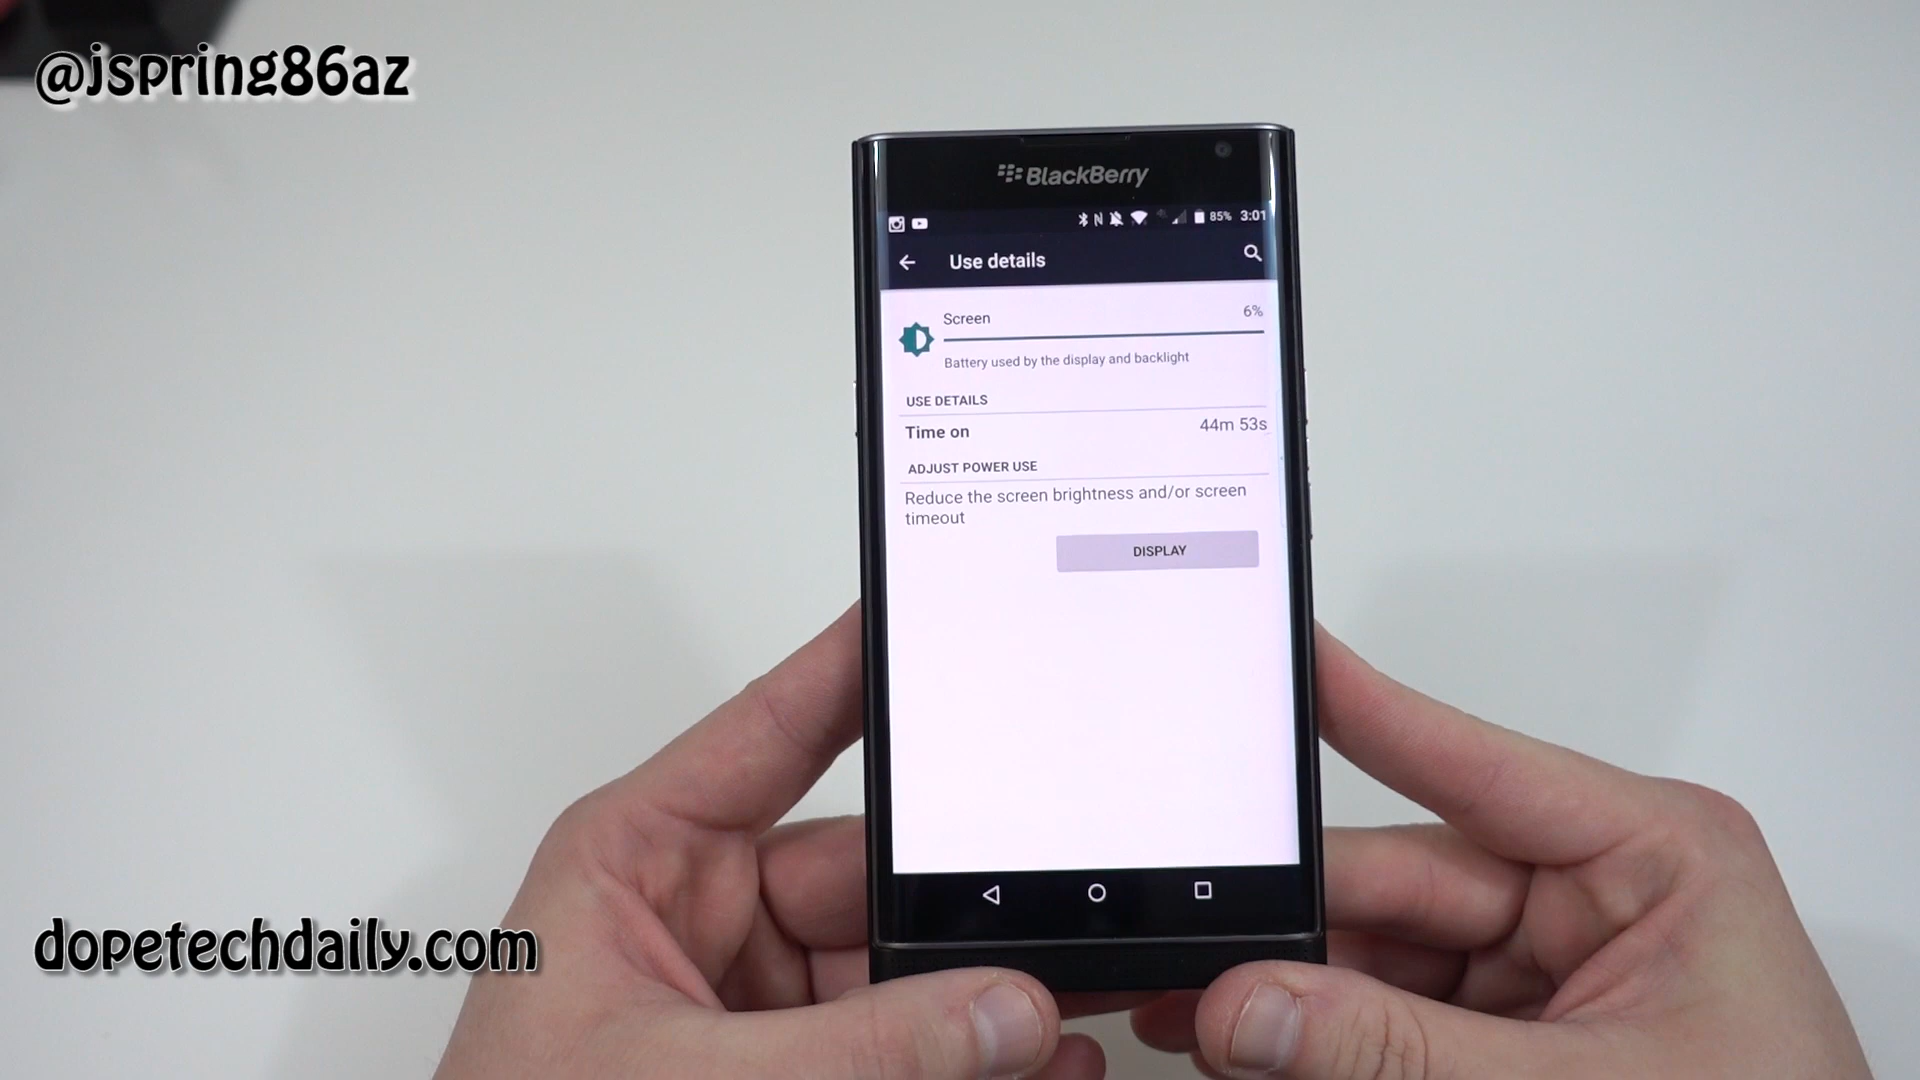 @jspring86az
BlackBerry
85% 3:01
Use details
Screen 6%
Battery used by the display and backlight
USE DETAILS
Time on 44m 53s
ADJUST POWER USE
Reduce the screen brightness and/or screen
timeout
DISPLAY
dopetechdaily.com